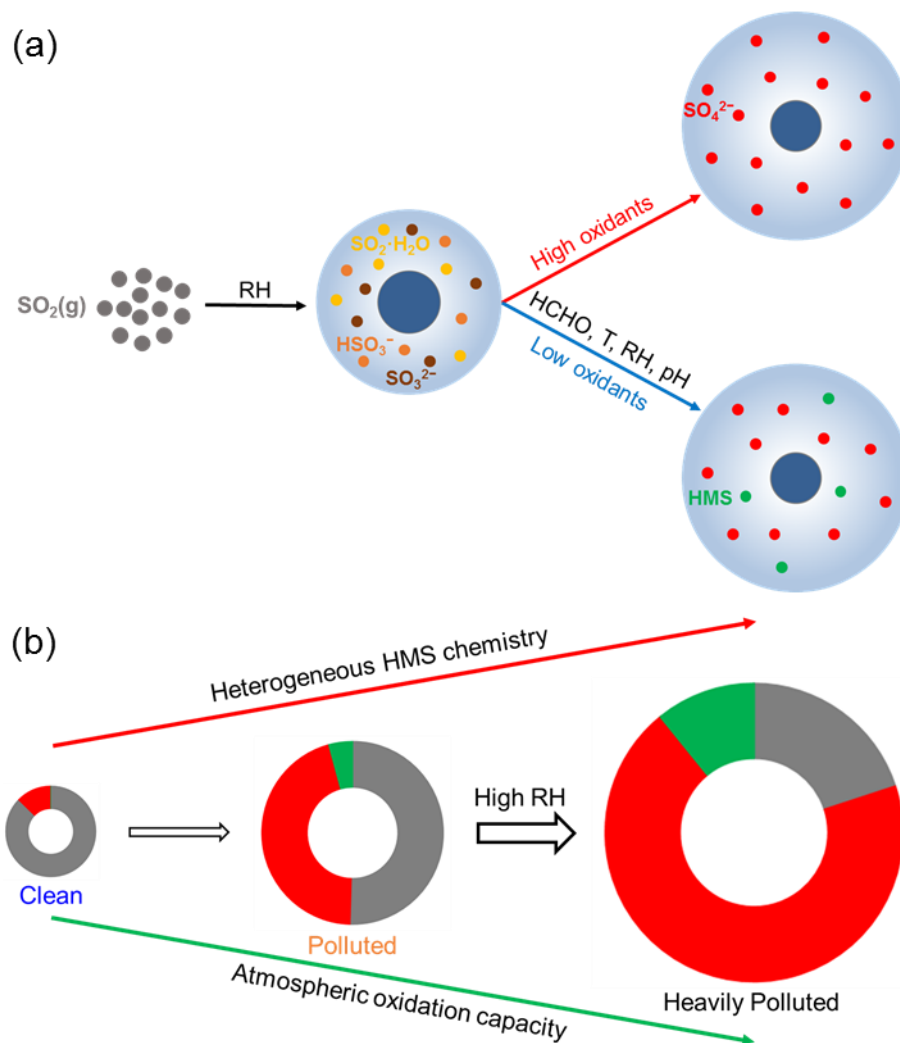 (a)
SO₄²⁻
SO₂·H₂O
High oxidants
SO₂(g)
RH
HCHO, T, RH, pH
HSO₃⁻
Low oxidants
SO₃²⁻
HMS
(b)
Heterogeneous HMS chemistry
High RH
Clean
Polluted
Atmospheric oxidation capacity
Heavily Polluted